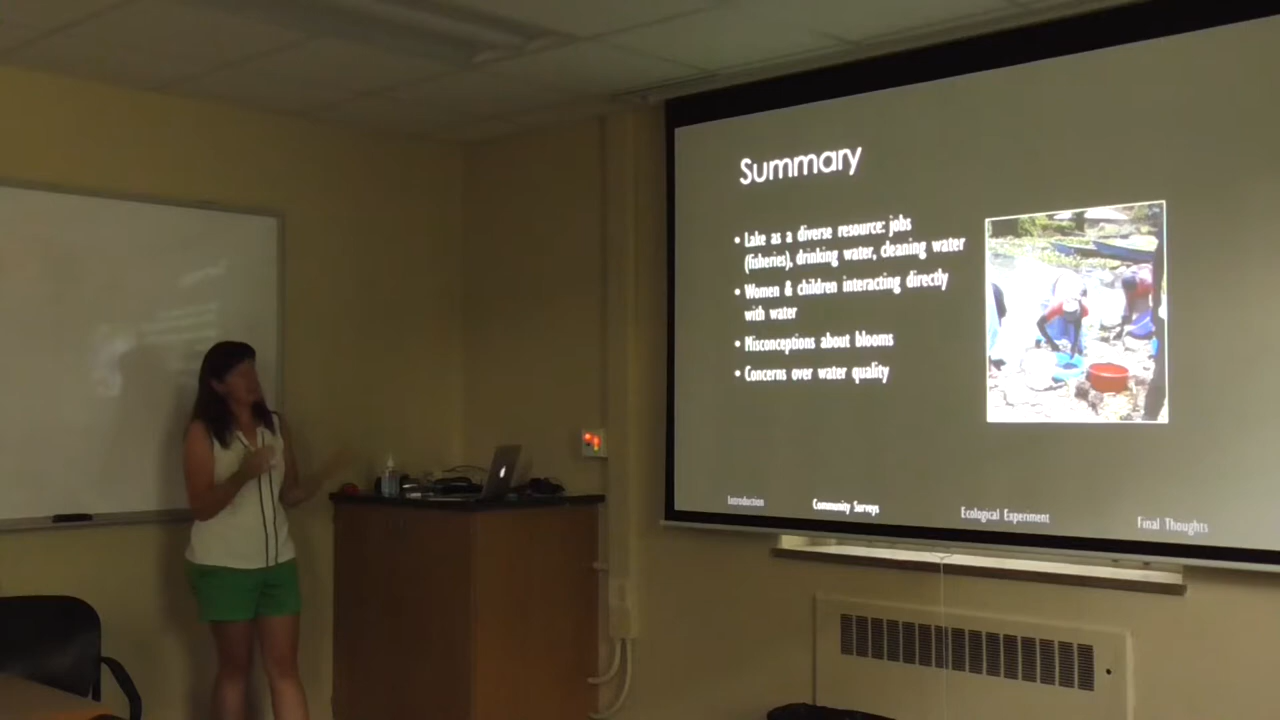 Summary
• Lake as a diverse resource: jobs
(fisheries), drinking water, cleaning water
• Women & children interacting directly
with water
• Misconceptions about blooms
• Concerns over water quality
Introduction
Community Surveys
Ecological Experiment
Final Thoughts